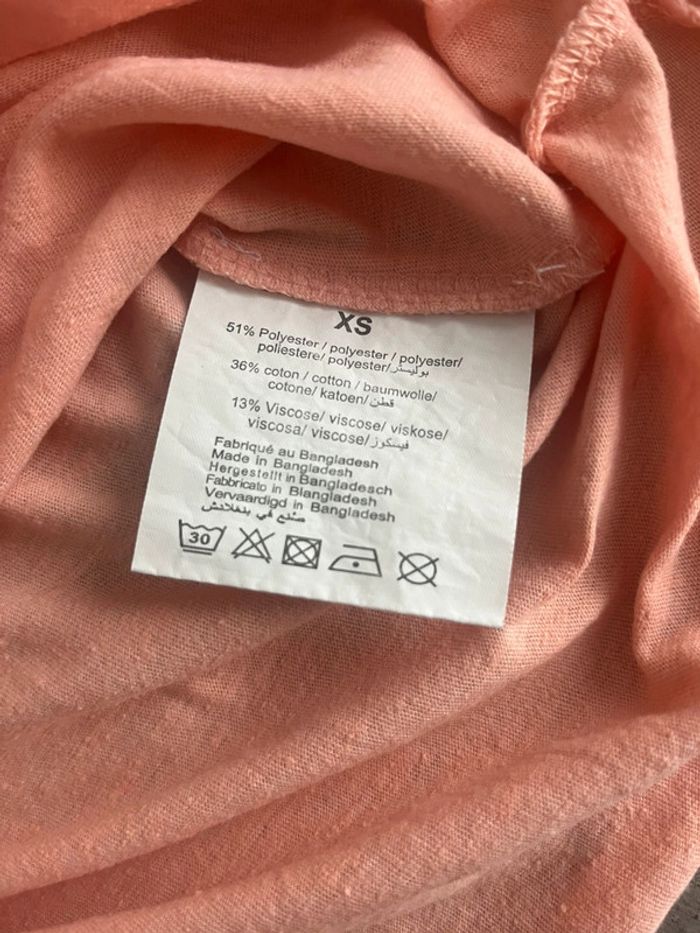 XS
51% Polyester / polyester / polyester/
poliestere/ polyester/بوليستر
36% coton / cotton / baumwolle/
cotone/ katoen/قطن
13% Viscose/ viscose/ viskose/
viscosa/ viscose/فيسكوز
Fabriqué au Bangladesh
Made in Bangladesh
Hergestellt in Bangladesch
Fabbricato in Blangladesh
Vervaardigd in Bangladesh
صنع في بنغلادش
30